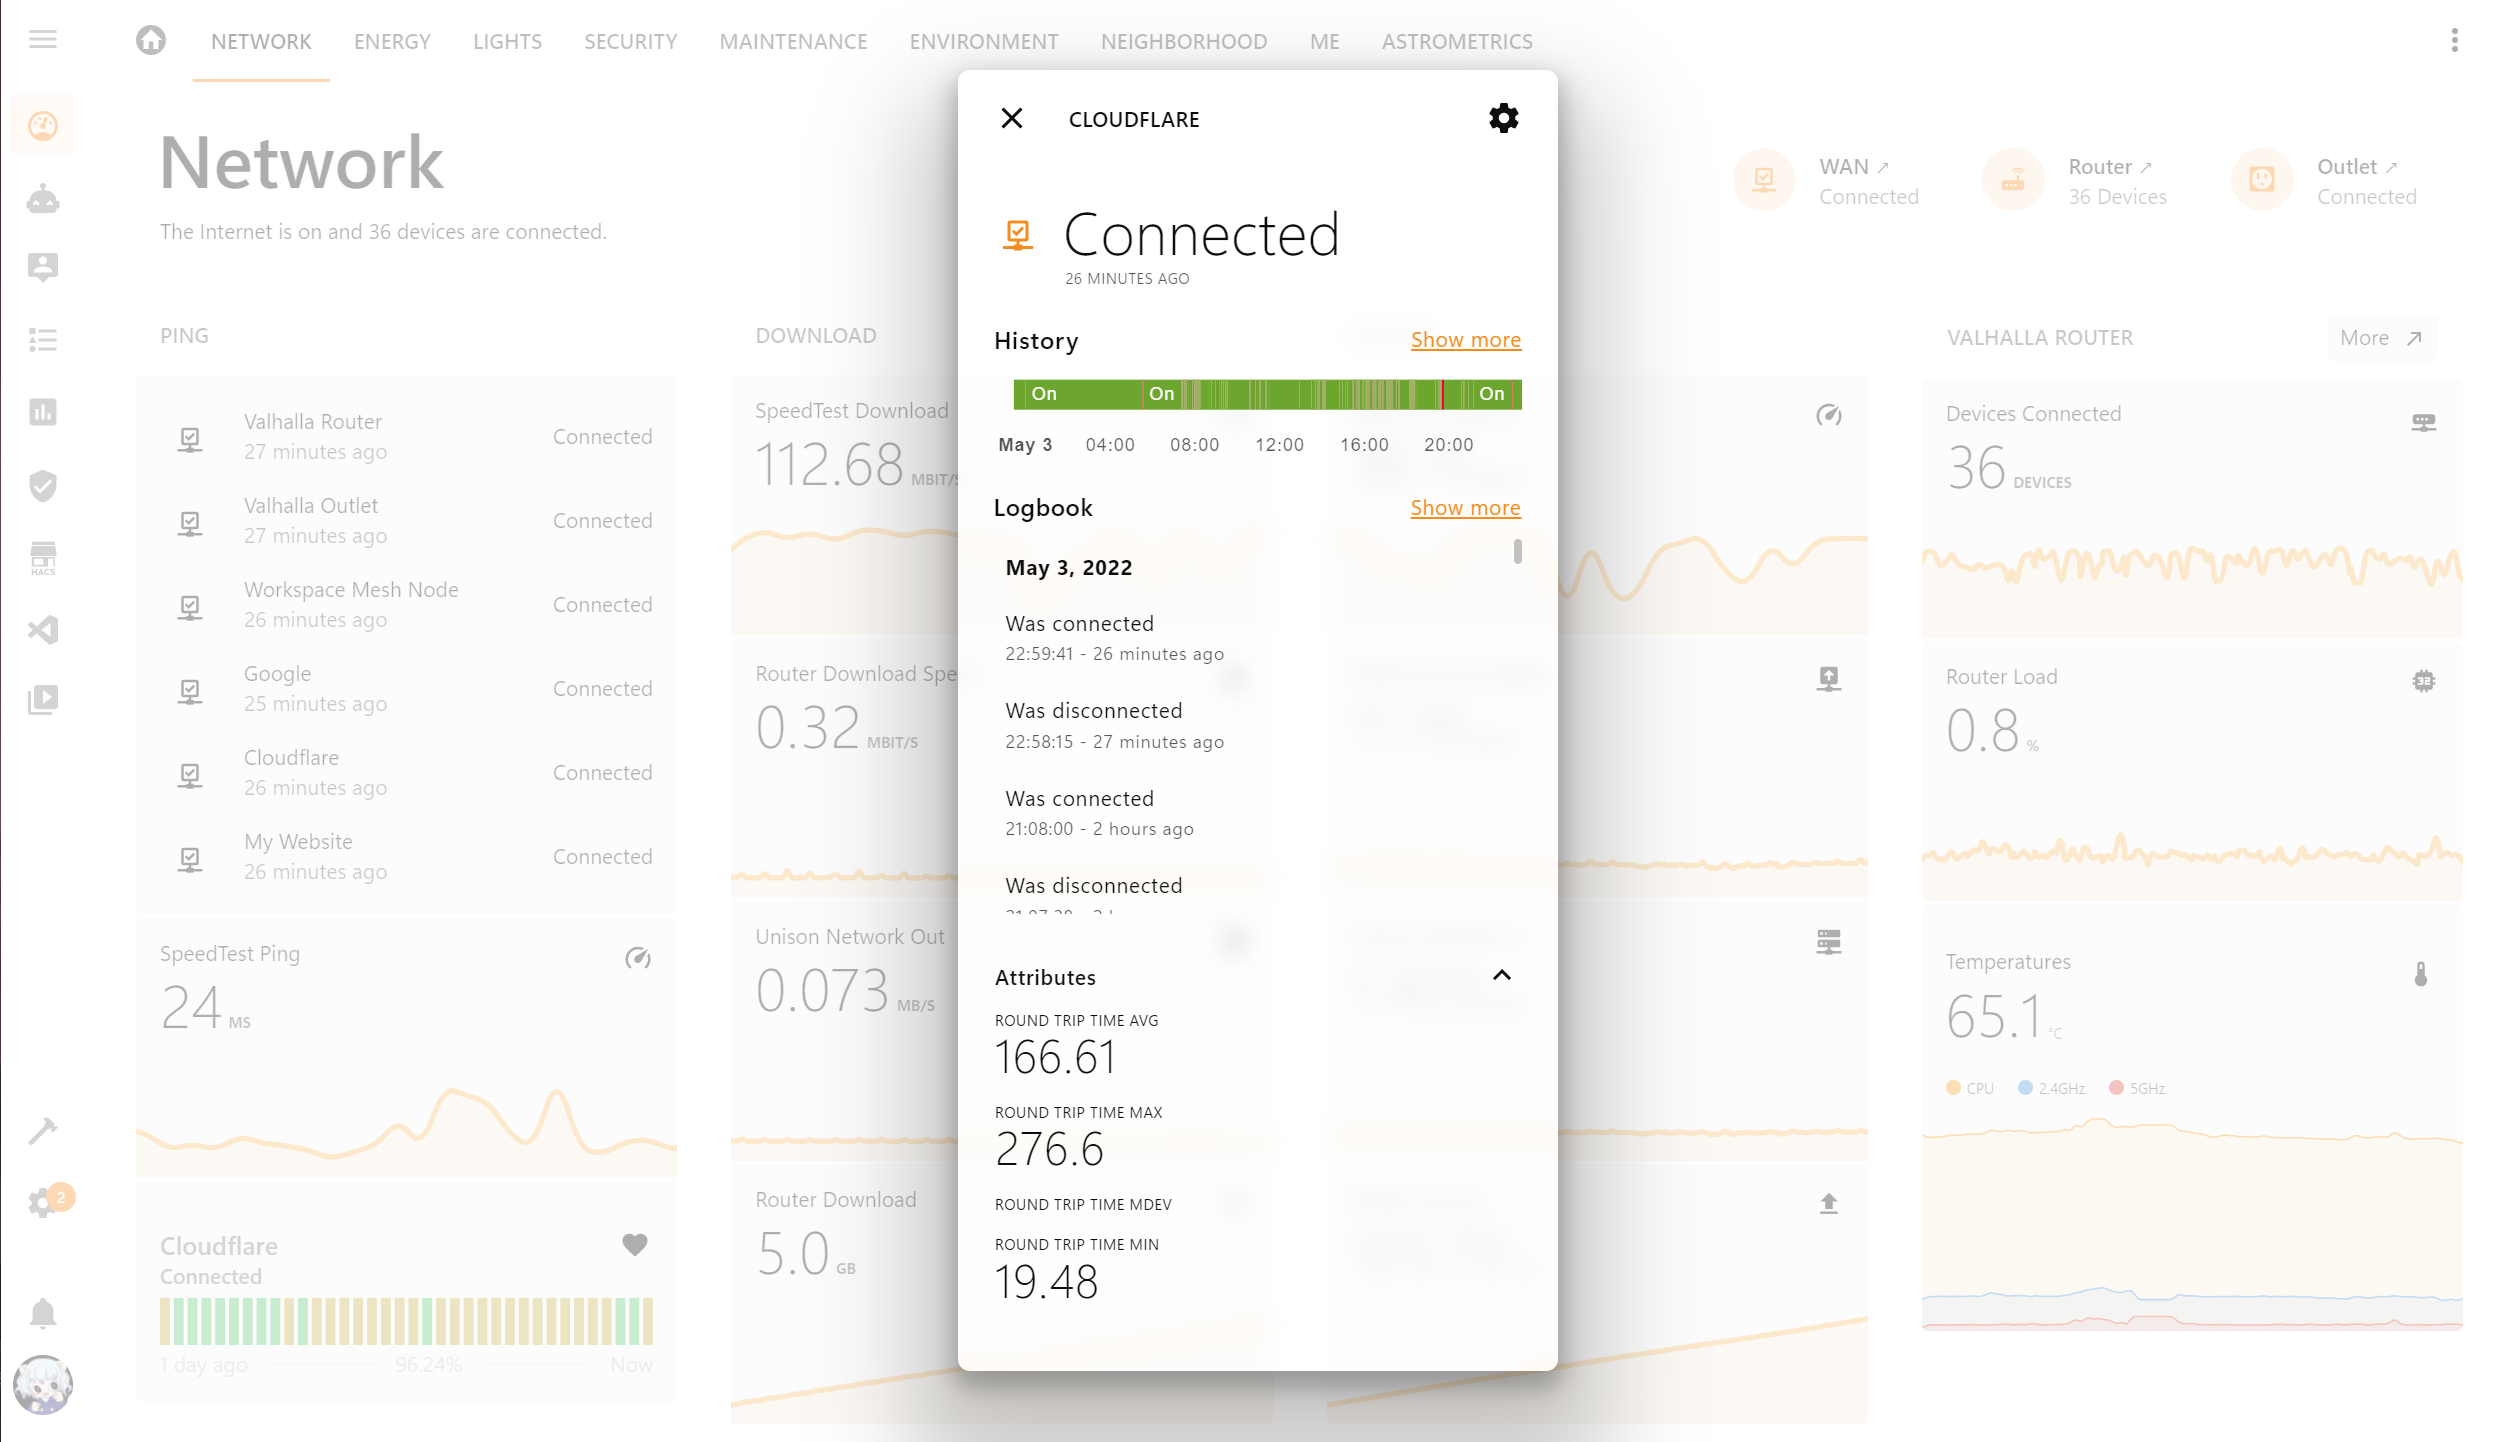 NETWORK
ENERGY
LIGHTS
SECURITY
MAINTENANCE
ENVIRONMENT
NEIGHBORHOOD
ME
ASTROMETRICS
HACS
2
Network
The Internet is on and 36 devices are connected.
WAN ↗
Connected
Router ↗
36 Devices
Outlet ↗
Connected
PING
Valhalla Router
27 minutes ago
Connected
Valhalla Outlet
27 minutes ago
Connected
Workspace Mesh Node
26 minutes ago
Connected
Google
25 minutes ago
Connected
Cloudflare
26 minutes ago
Connected
My Website
26 minutes ago
Connected
SpeedTest Ping
24 MS
Cloudflare
Connected
1 day ago
96.24%
Now
DOWNLOAD
SpeedTest Download
112.68 MBIT/S
Router Download Spe
0.32 MBIT/S
Unison Network Out
0.073 MB/S
Router Download
5.0 GB
CLOUDFLARE
Connected
26 MINUTES AGO
History
Show more
On
On
On
May 3
04:00
08:00
12:00
16:00
20:00
Logbook
Show more
May 3, 2022
Was connected
22:59:41 - 26 minutes ago
Was disconnected
22:58:15 - 27 minutes ago
Was connected
21:08:00 - 2 hours ago
Was disconnected
Attributes
ROUND TRIP TIME AVG
166.61
ROUND TRIP TIME MAX
276.6
ROUND TRIP TIME MDEV
ROUND TRIP TIME MIN
19.48
VALHALLA ROUTER
More
Devices Connected
36 DEVICES
Router Load
32
0.8 %
Temperatures
65.1 °C
CPU
2.4GHz
5GHz